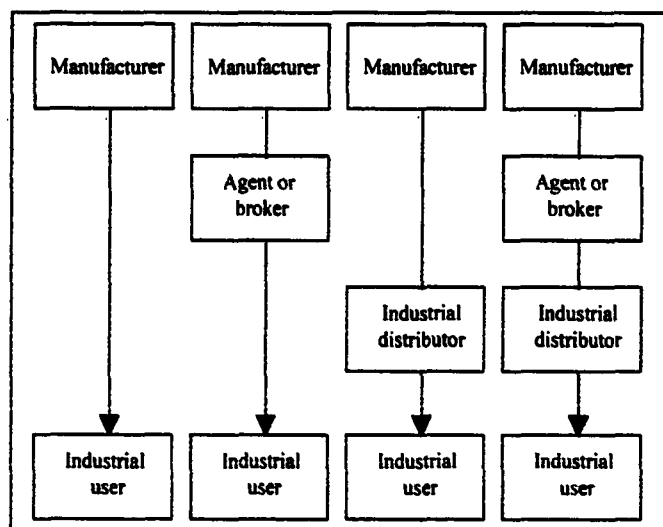 Manufacturer
Manufacturer
Manufacturer
Manufacturer
Agent or
broker
Agent or
broker
Industrial
distributor
Industrial
distributor
Industrial
user
Industrial
user
Industrial
user
Industrial
user